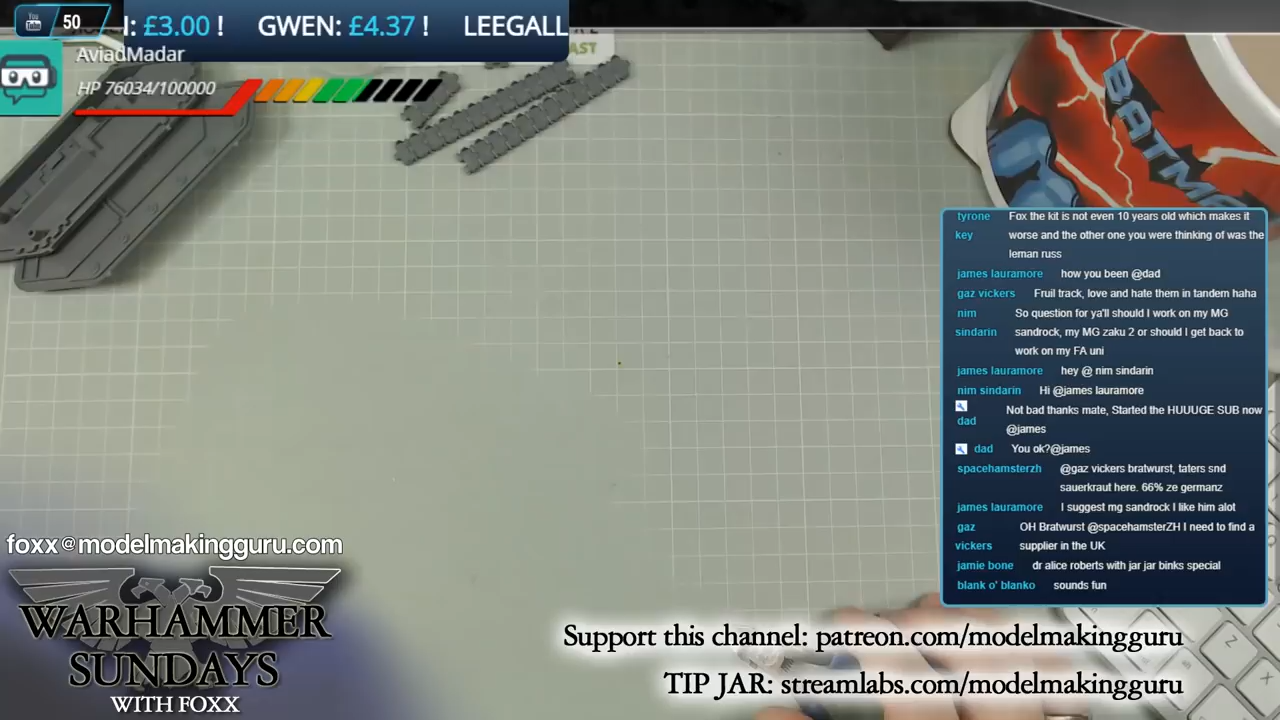 You
Tube
50
: £3.00 ! GWEN: £4.37 ! LEEGALL
AST
AviadMadar
HP 76034/100000
BATM
tyrone Fox the kit is not even 10 years old which makes it
key worse and the other one you were thinking of was the
leman russ
james lauramore how you been @dad
gaz vickers Fruil track, love and hate them in tandem haha
nim So question for ya'll should I work on my MG
sindarin sandrock, my MG zaku 2 or should I get back to
work on my FA uni
james lauramore hey @ nim sindarin
nim sindarin Hi @james lauramore
dad Not bad thanks mate, Started the HUUUGE SUB now
@james
dad You ok?@james
spacehamsterzh @gaz vickers bratwurst, taters snd
sauerkraut here. 66% ze germanz
james lauramore I suggest mg sandrock I like him alot
gaz OH Bratwurst @spacehamsterZH I need to find a
vickers supplier in the UK
jamie bone dr alice roberts with jar jar binks special
blank o' blanko sounds fun
foxx@modelmakingguru.com
WARHAMMER
SUNDAYS
WITH FOXX
Support this channel: patreon.com/modelmakingguru
TIP JAR: streamlabs.com/modelmakingguru
Z
X